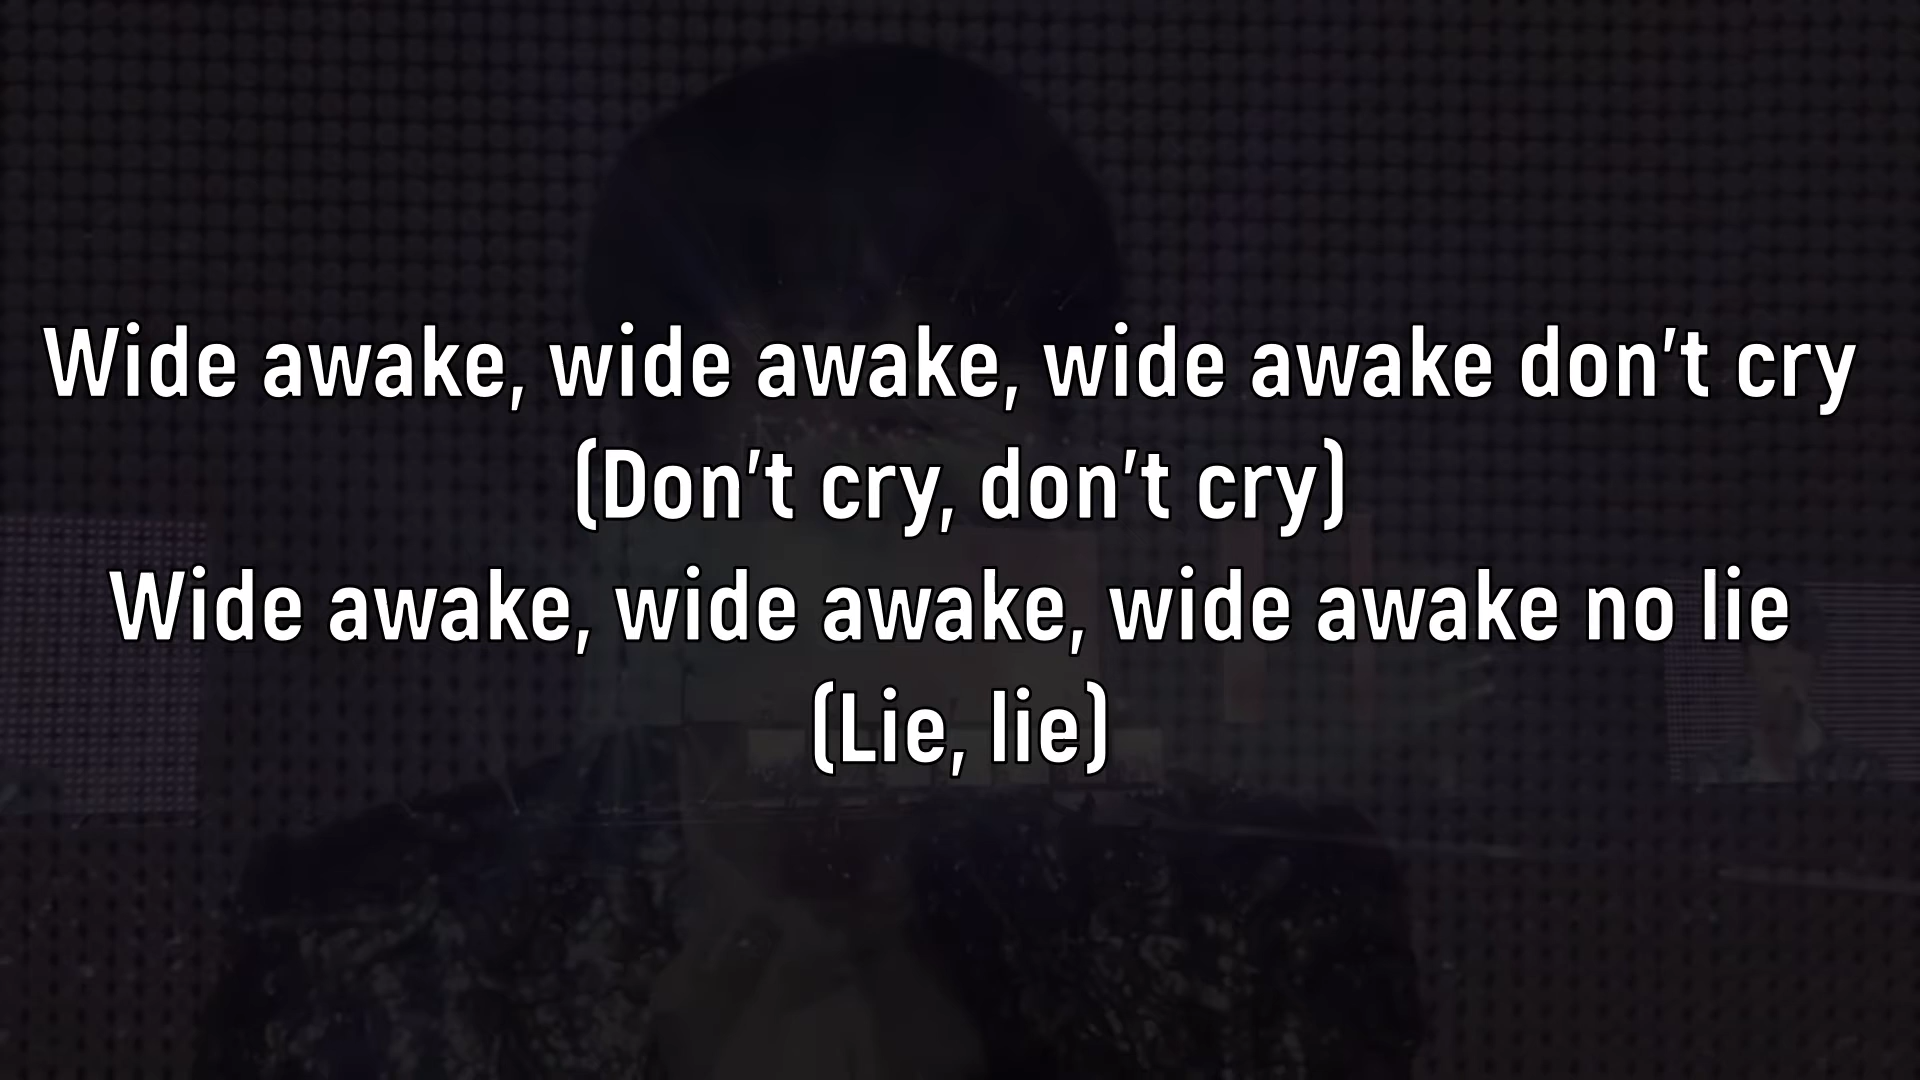 Wide awake, wide awake, wide awake don't cry
(Don't cry, don't cry)
Wide awake, wide awake, wide awake no lie
(Lie, lie)